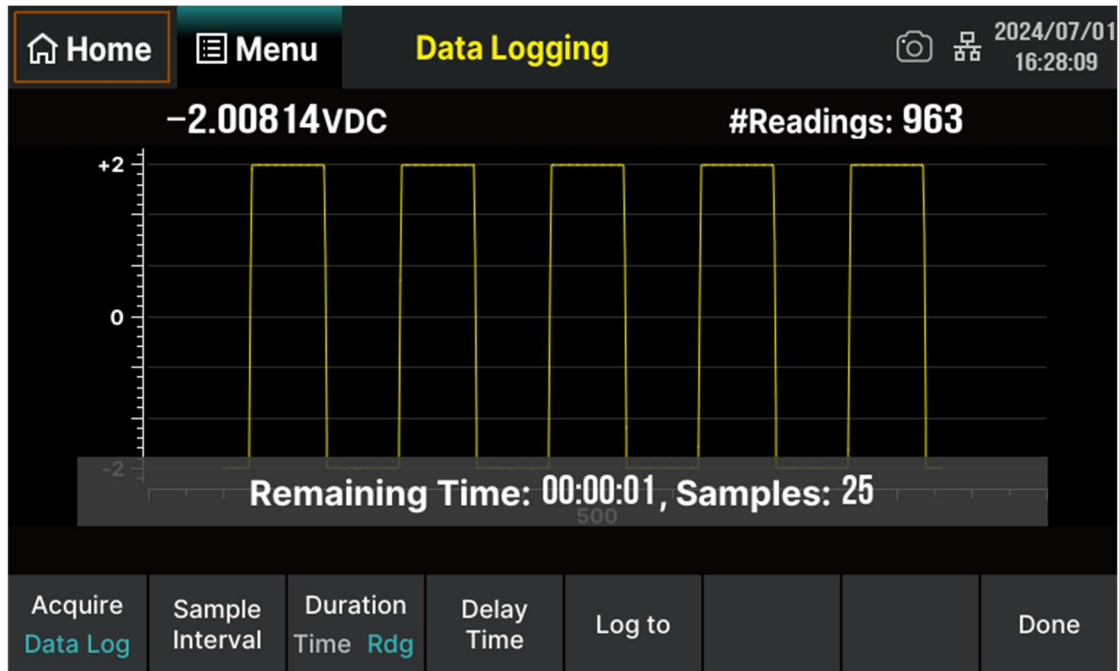 Home
Menu
Data Logging
2024/07/01
16:28:09
−2.00814VDC
#Readings: 963
+2
0
-2
Remaining Time: 00:00:01, Samples: 25
500
Acquire
Data Log
Sample
Interval
Duration
Time Rdg
Delay
Time
Log to
Done